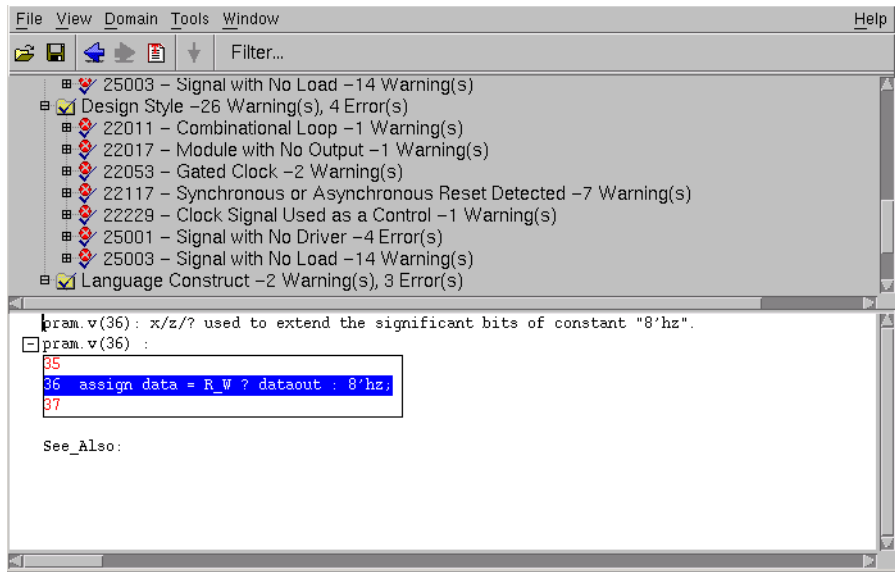 File View Domain Tools Window Help
Filter...
25003 – Signal with No Load –14 Warning(s)
Design Style –26 Warning(s), 4 Error(s)
22011 – Combinational Loop –1 Warning(s)
22017 – Module with No Output –1 Warning(s)
22053 – Gated Clock –2 Warning(s)
22117 – Synchronous or Asynchronous Reset Detected –7 Warning(s)
22229 – Clock Signal Used as a Control –1 Warning(s)
25001 – Signal with No Driver –4 Error(s)
25003 – Signal with No Load –14 Warning(s)
Language Construct –2 Warning(s), 3 Error(s)
pram.v(36): x/z/? used to extend the significant bits of constant "8'hz".
pram.v(36) :
35
36 assign data = R_W ? dataout : 8'hz;
37
See_Also: